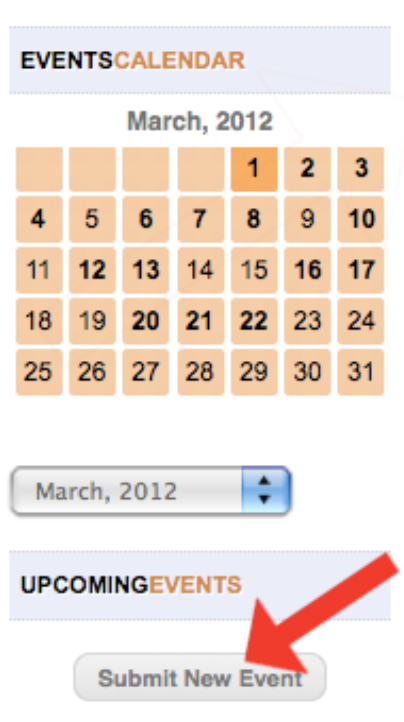 EVENTSCALENDAR
March, 2012
1 2 3
4 5 6 7 8 9 10
11 12 13 14 15 16 17
18 19 20 21 22 23 24
25 26 27 28 29 30 31
March, 2012
UPCOMINGEVENTS
Submit New Event